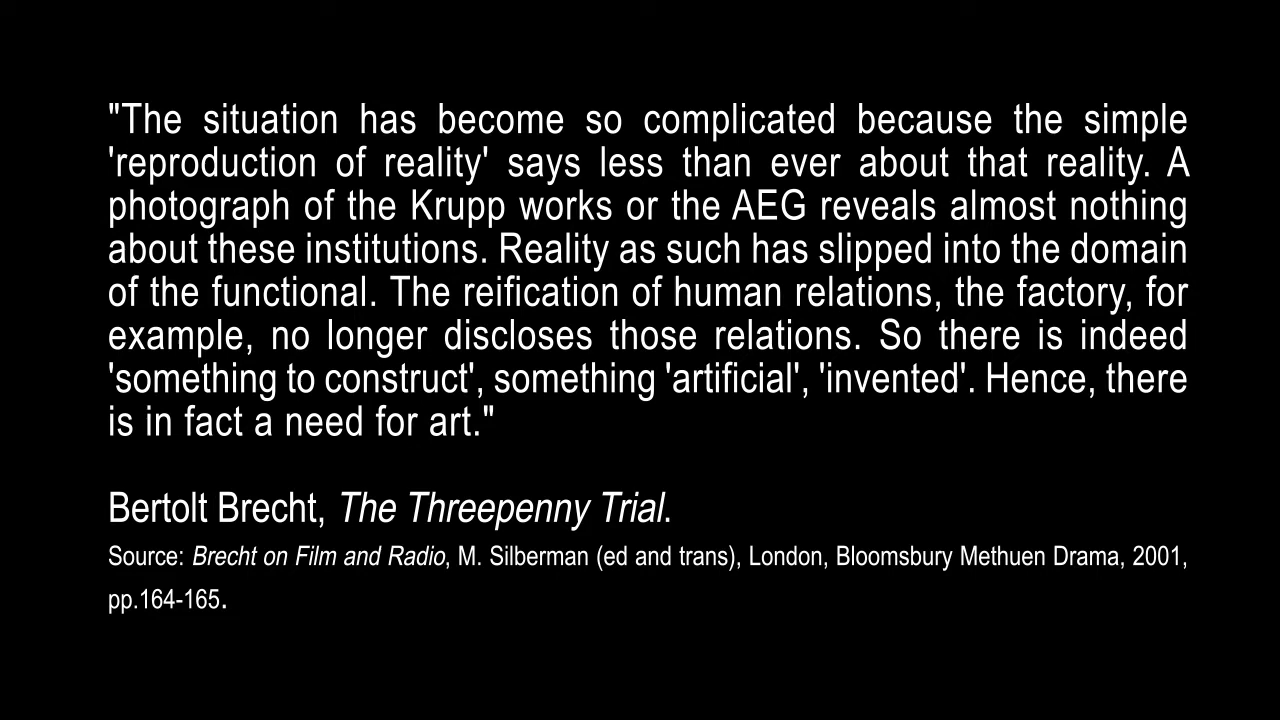 "The situation has become so complicated because the simple
'reproduction of reality' says less than ever about that reality. A
photograph of the Krupp works or the AEG reveals almost nothing
about these institutions. Reality as such has slipped into the domain
of the functional. The reification of human relations, the factory, for
example, no longer discloses those relations. So there is indeed
'something to construct', something 'artificial', 'invented'. Hence, there
is in fact a need for art."
Bertolt Brecht, The Threepenny Trial.
Source: Brecht on Film and Radio, M. Silberman (ed and trans), London, Bloomsbury Methuen Drama, 2001,
pp.164-165.